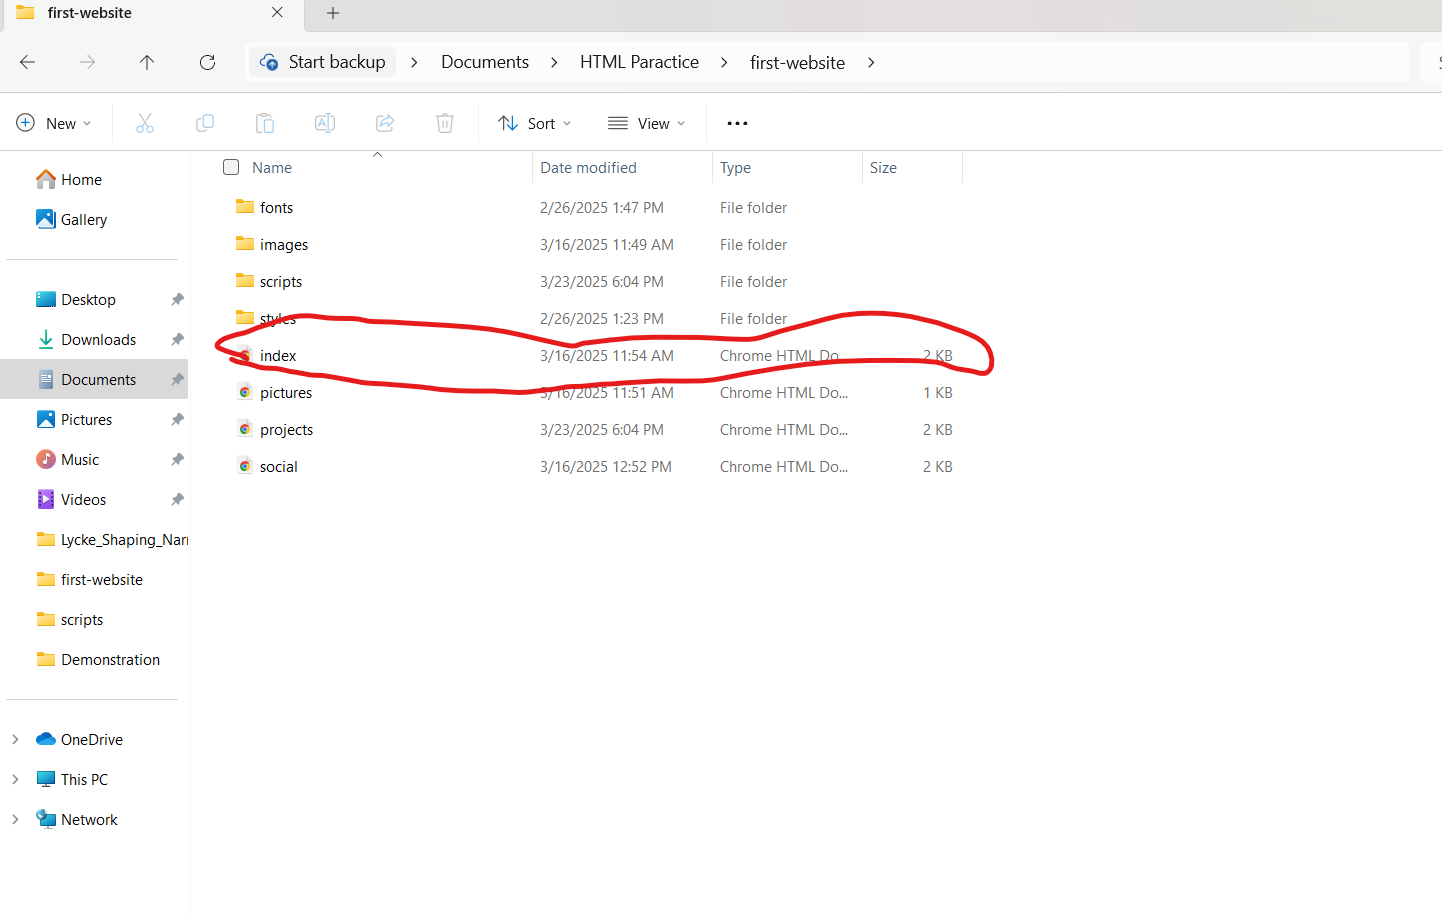 first-website
Start backup > Documents > HTML Paractice > first-website >
New Sort View
Name Date modified Type Size
Home
Gallery
Desktop
Downloads
Documents
Pictures
Music
Videos
Lycke_Shaping_Narr
first-website
scripts
Demonstration
OneDrive
This PC
Network
fonts 2/26/2025 1:47 PM File folder
images 3/16/2025 11:49 AM File folder
scripts 3/23/2025 6:04 PM File folder
styles 2/26/2025 1:23 PM File folder
index 3/16/2025 11:54 AM Chrome HTML Do... 2 KB
pictures 3/16/2025 11:51 AM Chrome HTML Do... 1 KB
projects 3/23/2025 6:04 PM Chrome HTML Do... 2 KB
social 3/16/2025 12:52 PM Chrome HTML Do... 2 KB